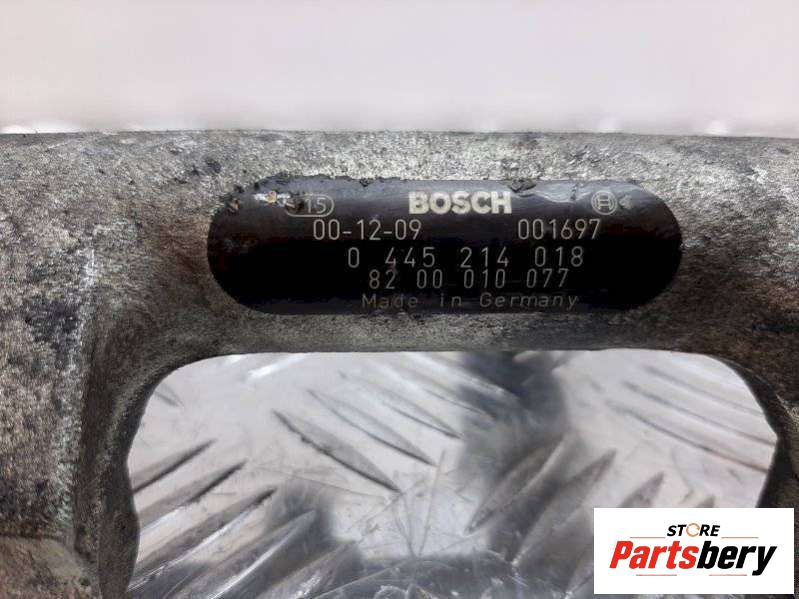 15 BOSCH
00-12-09 001697
0 445 214 018
82 00 010 077
Made in Germany
STORE
Partsbery